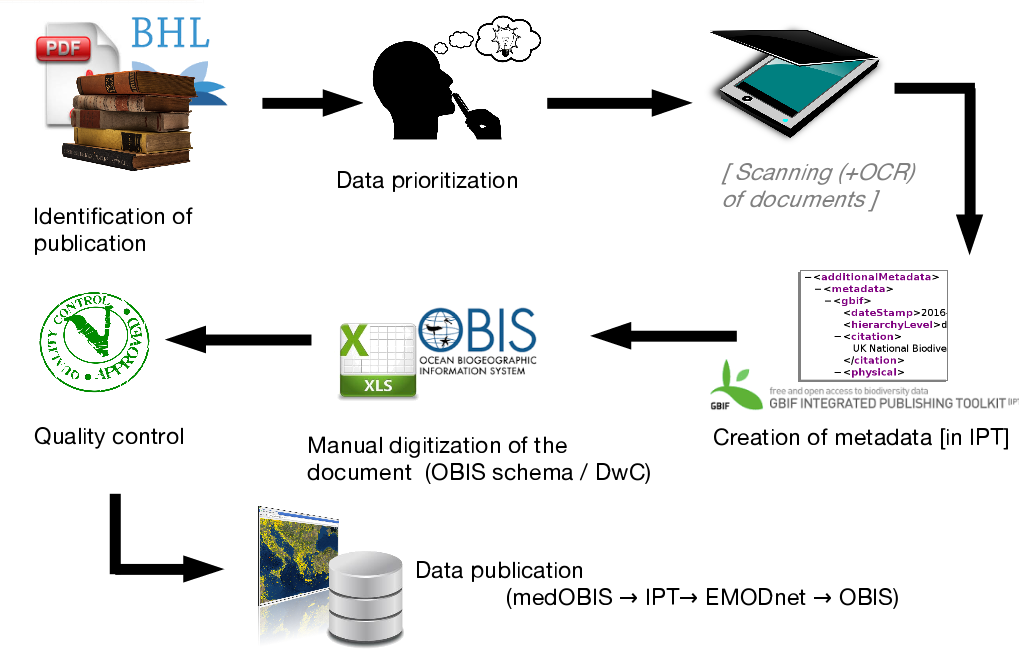 PDF
BHL
Identification of
publication
Data prioritization
[ Scanning (+OCR)
of documents ]
− <additionalMetadata>
− <metadata>
− <gbif>
<dateStamp>2016-
<hierarchyLevel>d
− <citation>
UK National Biodive
</citation>
− <physical>
GBIF
free and open access to biodiversity data
GBIF INTEGRATED PUBLISHING TOOLKIT [IPT
Creation of metadata [in IPT]
OBIS
OCEAN BIOGEOGRAPHIC
INFORMATION SYSTEM
X
XLS
Manual digitization of the
document (OBIS schema / DwC)
QUALITY CONTROL
APPROVED
Quality control
Data publication
(medOBIS → IPT→ EMODnet → OBIS)